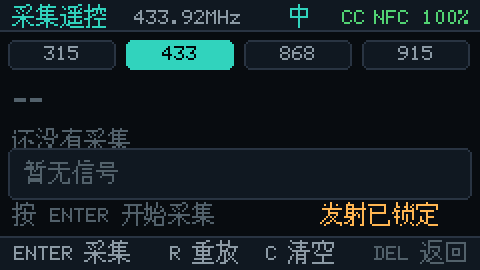 采集遥控 433.92MHz 中 CC NFC 100%
315 433 868 915
--
还没有采集
暂无信号
按 ENTER 开始采集 发射已锁定
ENTER 采集 R 重放 C 清空 DEL 返回